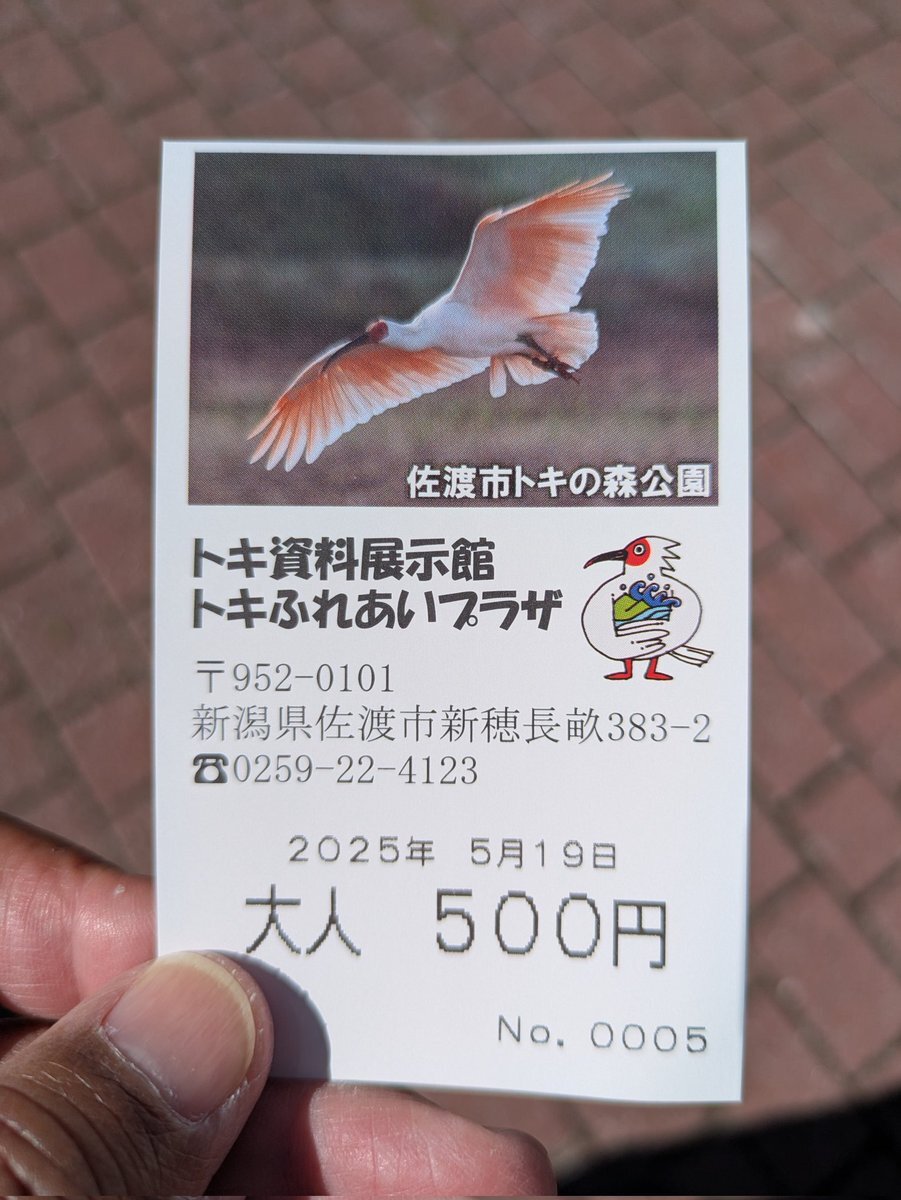 佐渡市トキの森公園
トキ資料展示館
トキふれあいプラザ
〒952-0101
新潟県佐渡市新穂長畝383-2
☎0259-22-4123
2025年 5月19日
大人 500円
No. 0005